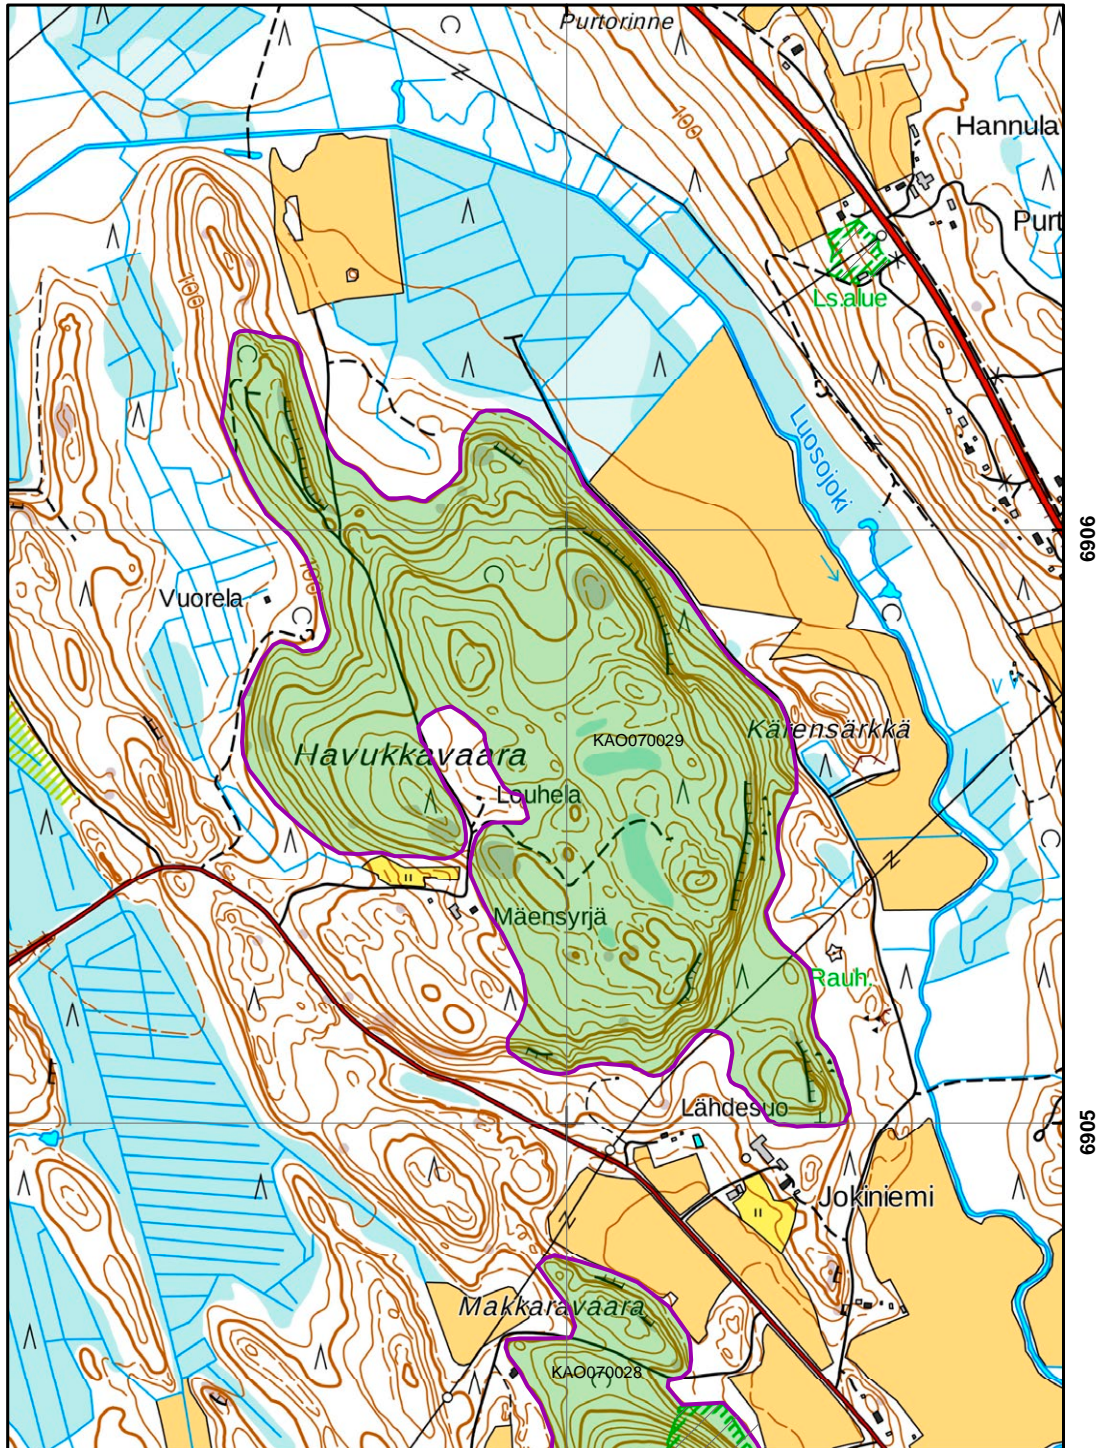 Purtorinne
100
Hannula
Purt
Ls.alue
100
Luosojoki
6906
100
Vuorela
Kärensärkkä
KAO070029
Havukkavaara
Louhela
Mäensyrjä
Rauh.
Lähdesuo
6905
Jokiniemi
Makkaravaara
KAO070028